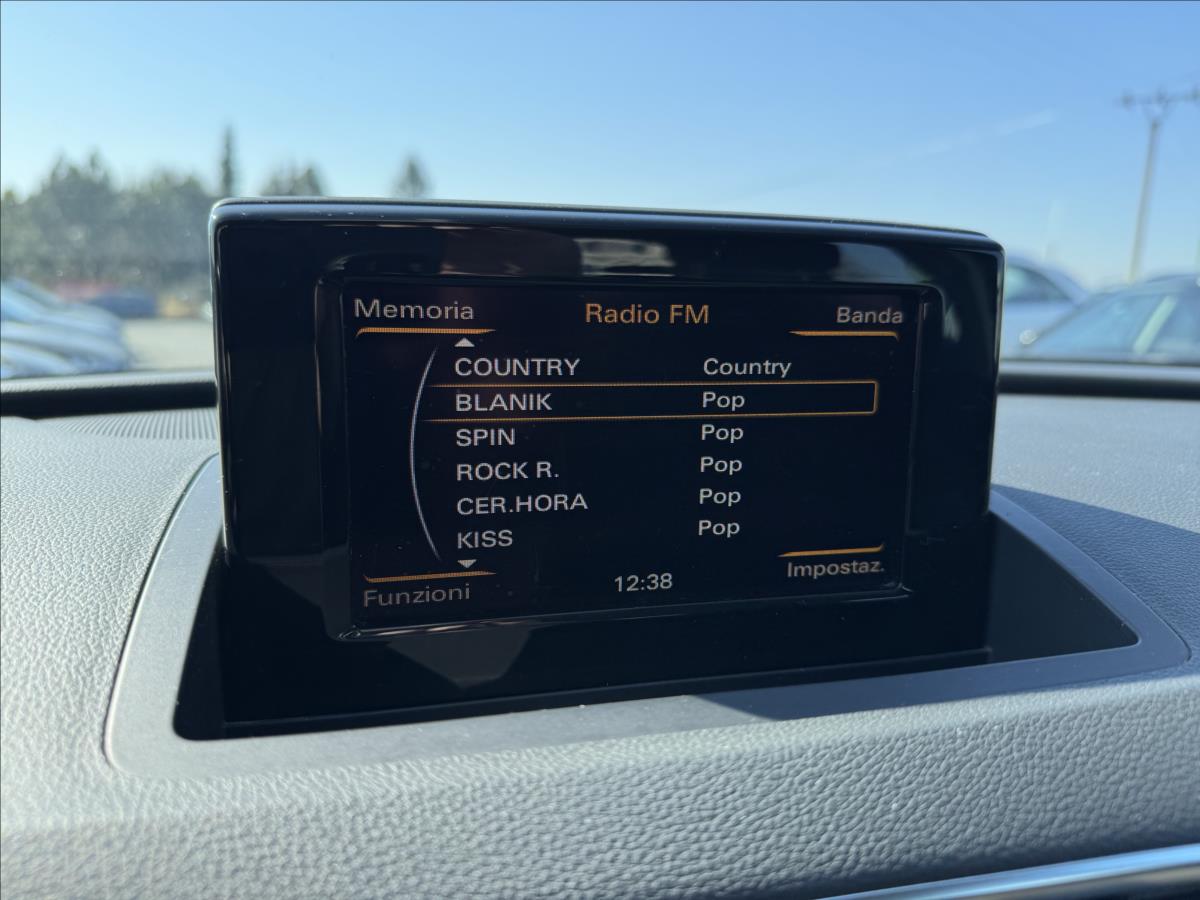 Memoria Radio FM Banda
COUNTRY Country
BLANIK Pop
SPIN Pop
ROCK R. Pop
CER.HORA Pop
KISS Pop
Funzioni 12:38 Impostaz.